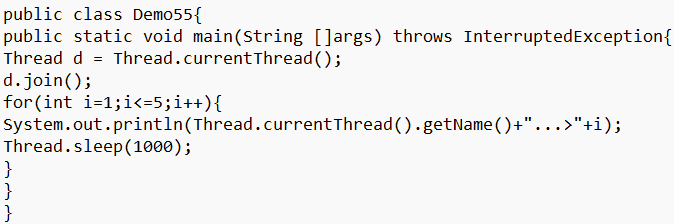 public class Demo55{
public static void main(String []args) throws InterruptedException{
Thread d = Thread.currentThread();
d.join();
for(int i=1;i<=5;i++){
System.out.println(Thread.currentThread().getName()+"...>"+i);
Thread.sleep(1000);
}
}
}